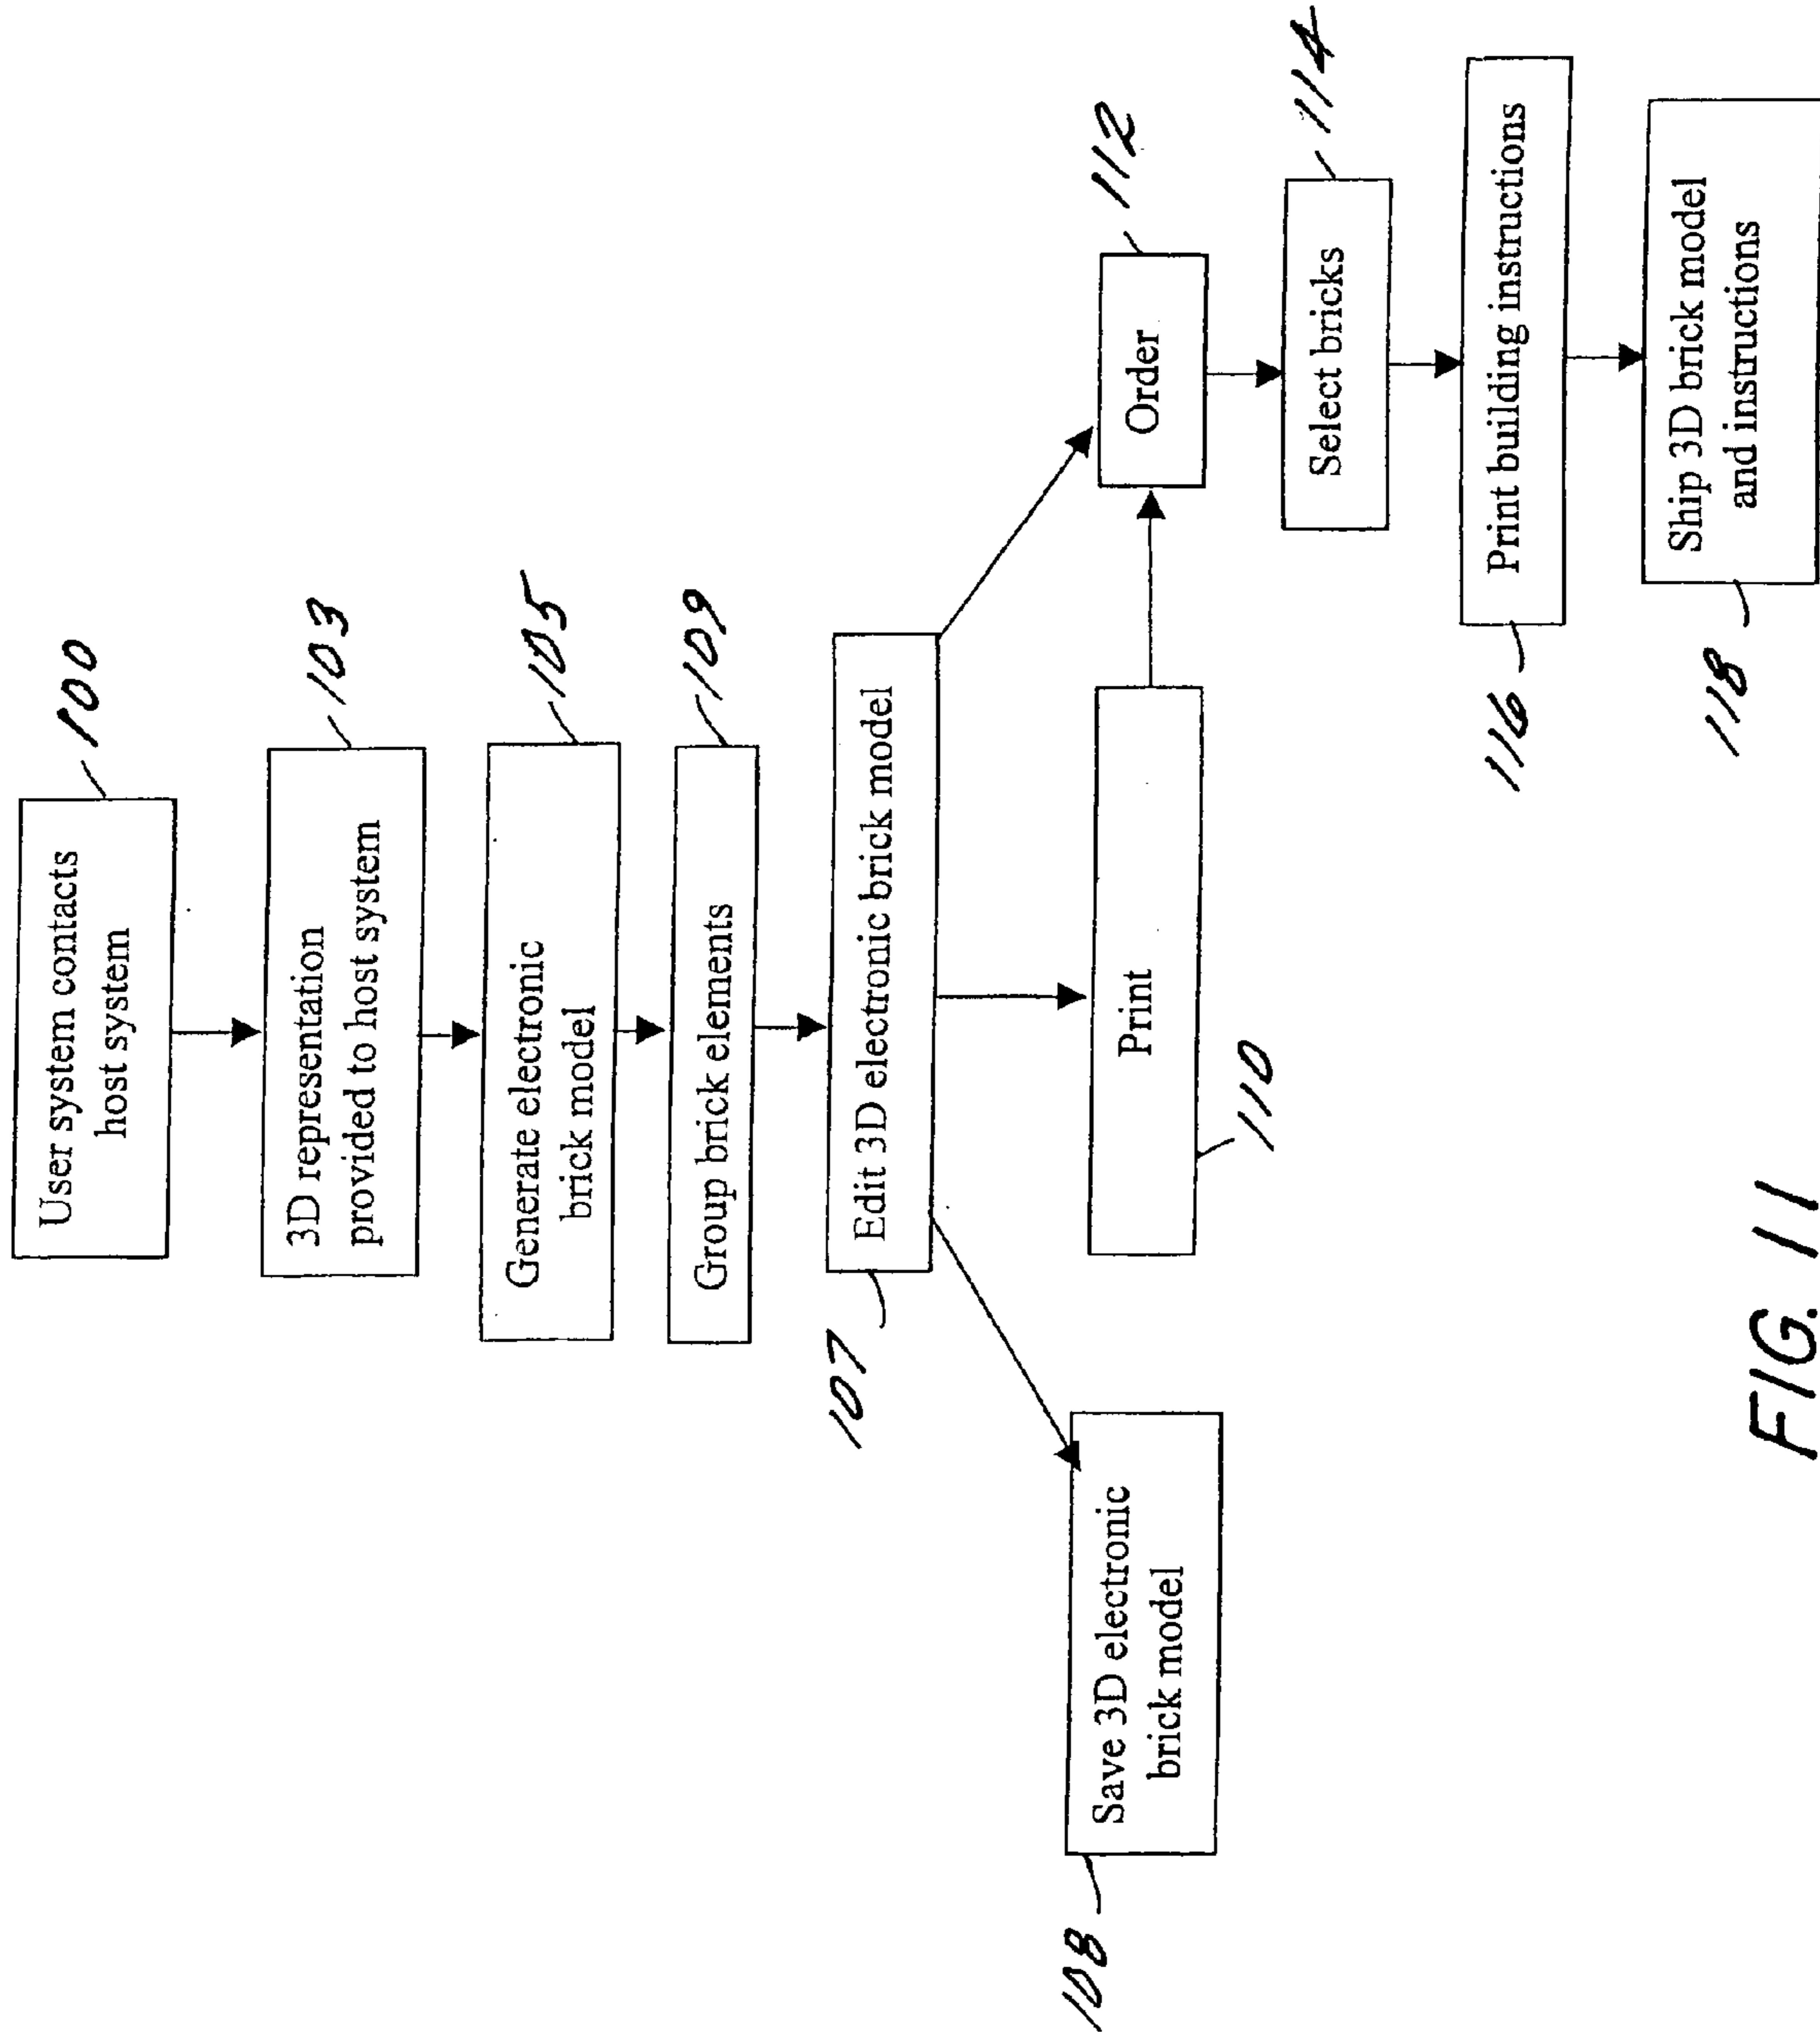 User system contacts
host system
100
3D representation
provided to host system
103
Generate electronic
brick model
105
Group brick elements
109
Edit 3D electronic brick model
107
Save 3D electronic
brick model
108
Print
110
Order
112
Select bricks
114
Print building instructions
116
Ship 3D brick model
and instructions
118
FIG. 11